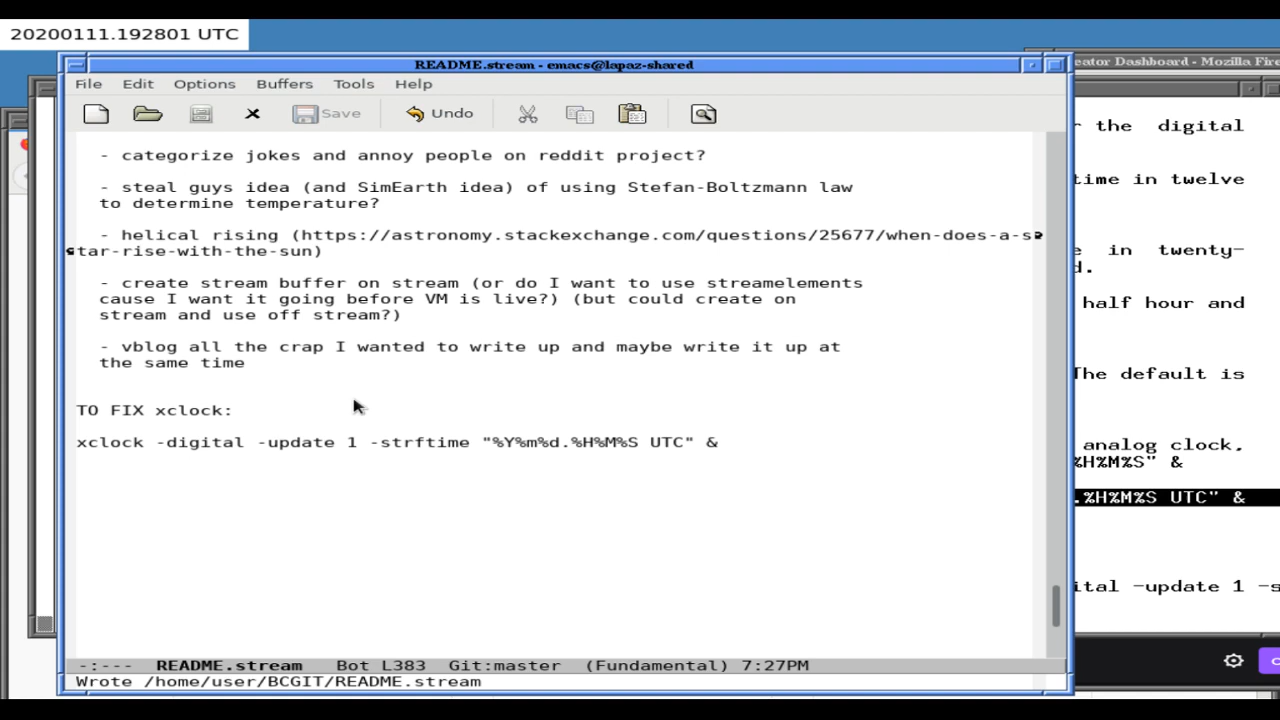 20200111.192801 UTC
README.stream - emacs@lapaz-shared
eator Dashboard - Mozilla Fire
File Edit Options Buffers Tools Help
Save Undo
- categorize jokes and annoy people on reddit project?
- steal guys idea (and SimEarth idea) of using Stefan-Boltzmann law
to determine temperature?
- helical rising (https://astronomy.stackexchange.com/questions/25677/when-does-a-s
tar-rise-with-the-sun)
- create stream buffer on stream (or do I want to use streamelements
cause I want it going before VM is live?) (but could create on
stream and use off stream?)
- vblog all the crap I wanted to write up and maybe write it up at
the same time
TO FIX xclock:
xclock -digital -update 1 -strftime "%Y%m%d.%H%M%S UTC" &
-:--- README.stream Bot L383 Git:master (Fundamental) 7:27PM
Wrote /home/user/BCGIT/README.stream
the digital
time in twelve
in twenty-
d.
half hour and
The default is
analog clock,
%H%M%S" &
.%H%M%S UTC" &
ital -update 1 -s